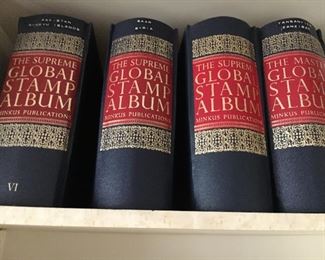 THE SUPREME
GLOBAL
STAMP
ALBUM
MINKUS PUBLICATIONS
VI
THE SUPREME
GLOBAL
STAMP
ALBUM
MINKUS PUBLICATIONS
THE SUPREME
GLOBAL
STAMP
ALBUM
MINKUS PUBLICATIONS
THE MASTER
GLOBAL
STAMP
ALBUM
MINKUS PUBLICATIONS